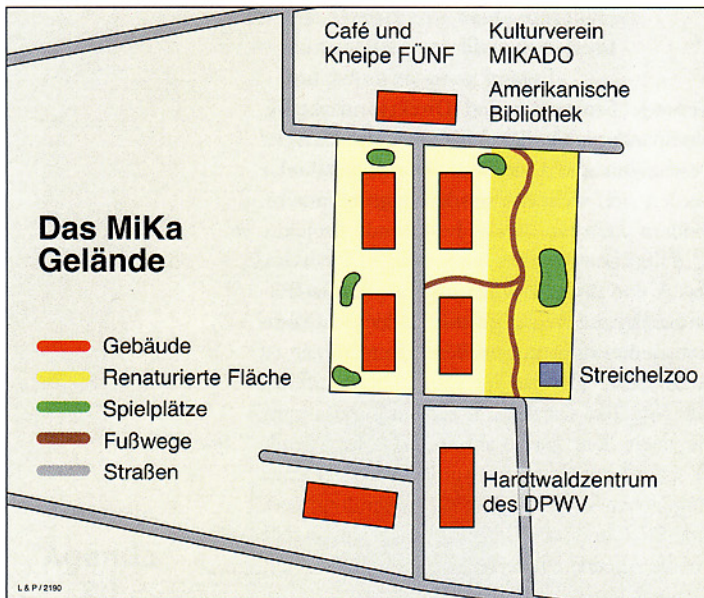 Café und
Kneipe FÜNF
Kulturverein
MIKADO
Amerikanische
Bibliothek
Das MiKa
Gelände
Gebäude
Renaturierte Fläche
Spielplätze
Fußwege
Straßen
Streichelzoo
Hardtwaldzentrum
des DPWV
L & P / 2190